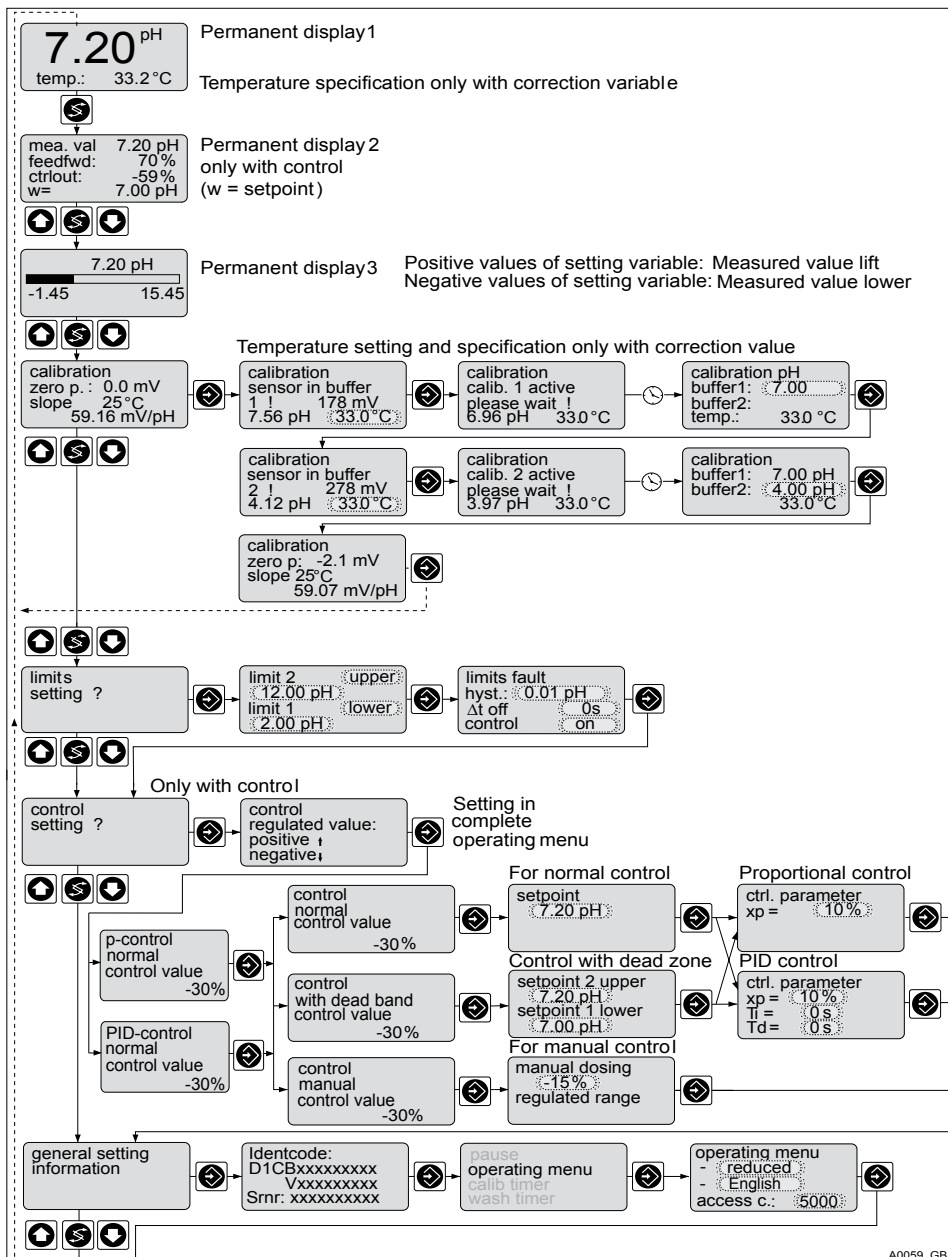 7.20 pH
temp.: 33.2°C
Permanent display1
Temperature specification only with correction variable
mea. val 7.20 pH
feedfwd: 70%
ctrlout: -59%
w= 7.00 pH
Permanent display 2
only with control
(w = setpoint)
7.20 pH
-1.45 15.45
Permanent display3
Positive values of setting variable: Measured value lift
Negative values of setting variable: Measured value lower
Temperature setting and specification only with correction value
calibration
zero p. : 0.0 mV
slope 25°C
59.16 mV/pH
calibration
sensor in buffer
1 ! 178 mV
7.56 pH 33.0°C
calibration
calib. 1 active
please wait !
6.96 pH 33.0°C
calibration pH
buffer1: 7.00
buffer2:
temp.: 330 °C
calibration
sensor in buffer
2 ! 278 mV
4.12 pH 330°C
calibration
calib. 2 active
please wait !
3.97 pH 33.0°C
calibration
buffer1: 7.00 pH
buffer2: 4.00 pH
33.0°C
calibration
zero p: -2.1 mV
slope 25°C
59.07 mV/pH
limits
setting ?
limit 2 upper
12.00 pH
limit 1 lower
2.00 pH
limits fault
hyst.: 0.01 pH
Δt off 0s
control on
Only with control
control
setting ?
control
regulated value:
positive ↑
negative↓
Setting in
complete
operating menu
p-control
normal
control value
-30%
PID-control
normal
control value
-30%
control
normal
control value
-30%
control
with dead band
control value
-30%
control
manual
control value
-30%
For normal control
setpoint
7.20 pH
Control with dead zone
setpoint 2 upper
7.20 pH
setpoint 1 lower
7.00 pH
For manual control
manual dosing
-15%
regulated range
Proportional control
ctrl. parameter
xp = 10%
PID control
ctrl. parameter
xp = 10%
Ti = 0 s
Td = 0 s
general setting
information
Identcode:
D1CBxxxxxxxxx
Vxxxxxxxxx
Srnr: xxxxxxxxxx
pause
operating menu
calib timer
wash timer
operating menu
- reduced
- English
access c.: 5000
A0059_GB